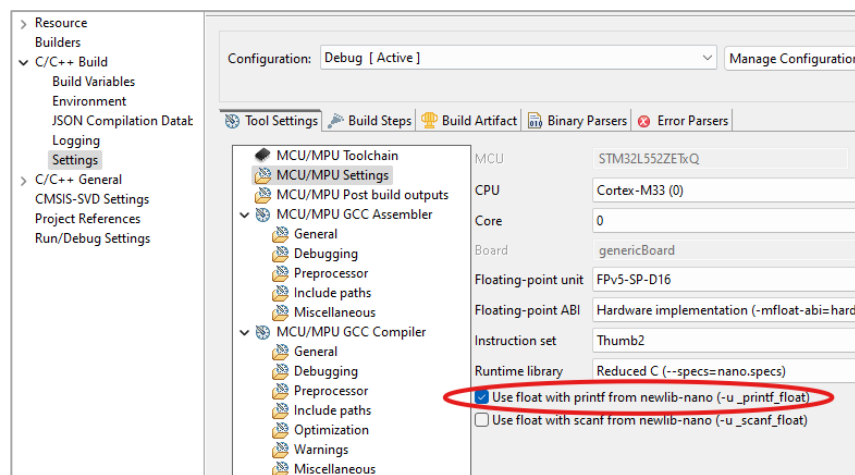 Resource
Builders
C/C++ Build
Build Variables
Environment
JSON Compilation Datab
Logging
Settings
C/C++ General
CMSIS-SVD Settings
Project References
Run/Debug Settings
Configuration: Debug [ Active ] Manage Configuration
Tool Settings Build Steps Build Artifact Binary Parsers Error Parsers
MCU/MPU Toolchain
MCU/MPU Settings
MCU/MPU Post build outputs
MCU/MPU GCC Assembler
General
Debugging
Preprocessor
Include paths
Miscellaneous
MCU/MPU GCC Compiler
General
Debugging
Preprocessor
Include paths
Optimization
Warnings
Miscellaneous
MCU STM32L552ZETxQ
CPU Cortex-M33 (0)
Core 0
Board genericBoard
Floating-point unit FPv5-SP-D16
Floating-point ABI Hardware implementation (-mfloat-abi=hard
Instruction set Thumb2
Runtime library Reduced C (--specs=nano.specs)
Use float with printf from newlib-nano (-u _printf_float)
Use float with scanf from newlib-nano (-u _scanf_float)